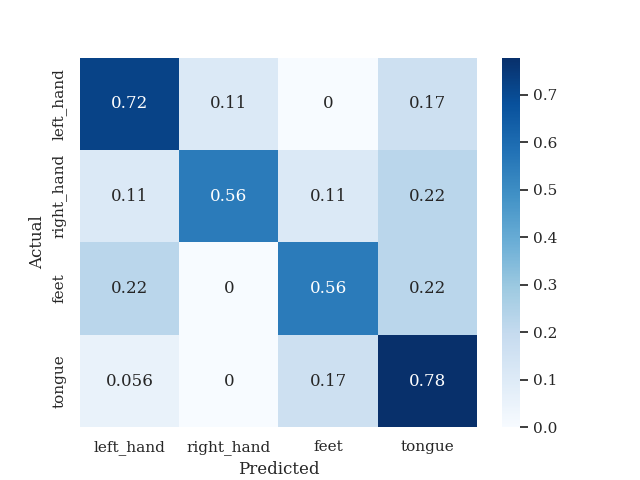 Actual
left_hand
0.72 0.11 0 0.17
right_hand
0.11 0.56 0.11 0.22
feet
0.22 0 0.56 0.22
tongue
0.056 0 0.17 0.78
left_hand right_hand feet tongue
Predicted
0.7
0.6
0.5
0.4
0.3
0.2
0.1
0.0